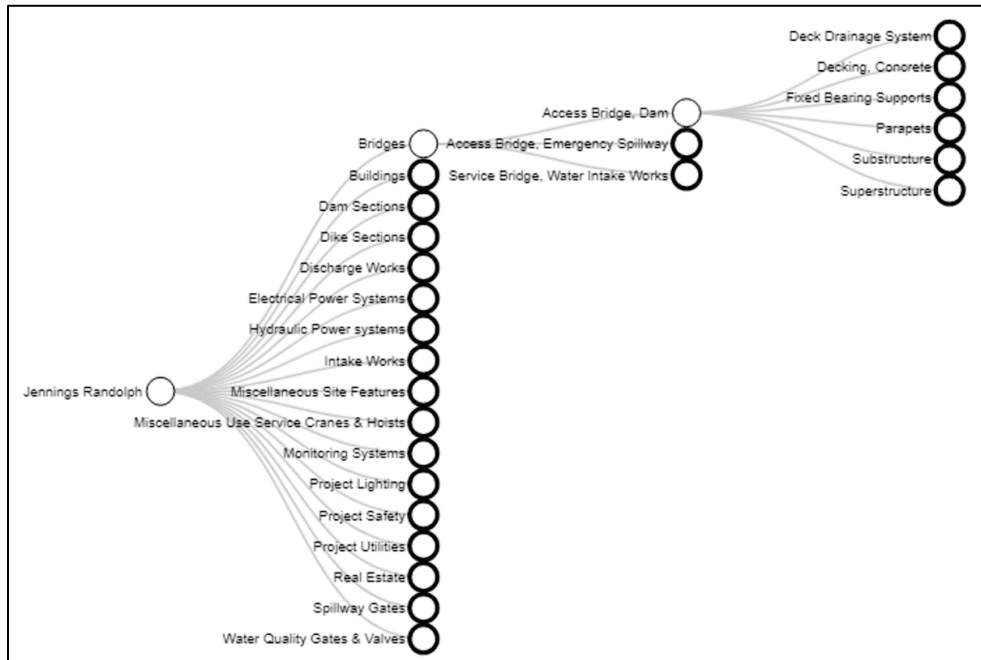 Deck Drainage System
Decking, Concrete
Fixed Bearing Supports
Access Bridge, Dam
Parapets
Bridges
Access Bridge, Emergency Spillway
Substructure
Buildings
Service Bridge, Water Intake Works
Superstructure
Dam Sections
Dike Sections
Discharge Works
Electrical Power Systems
Hydraulic Power systems
Intake Works
Jennings Randolph
Miscellaneous Site Features
Miscellaneous Use Service Cranes & Hoists
Monitoring Systems
Project Lighting
Project Safety
Project Utilities
Real Estate
Spillway Gates
Water Quality Gates & Valves